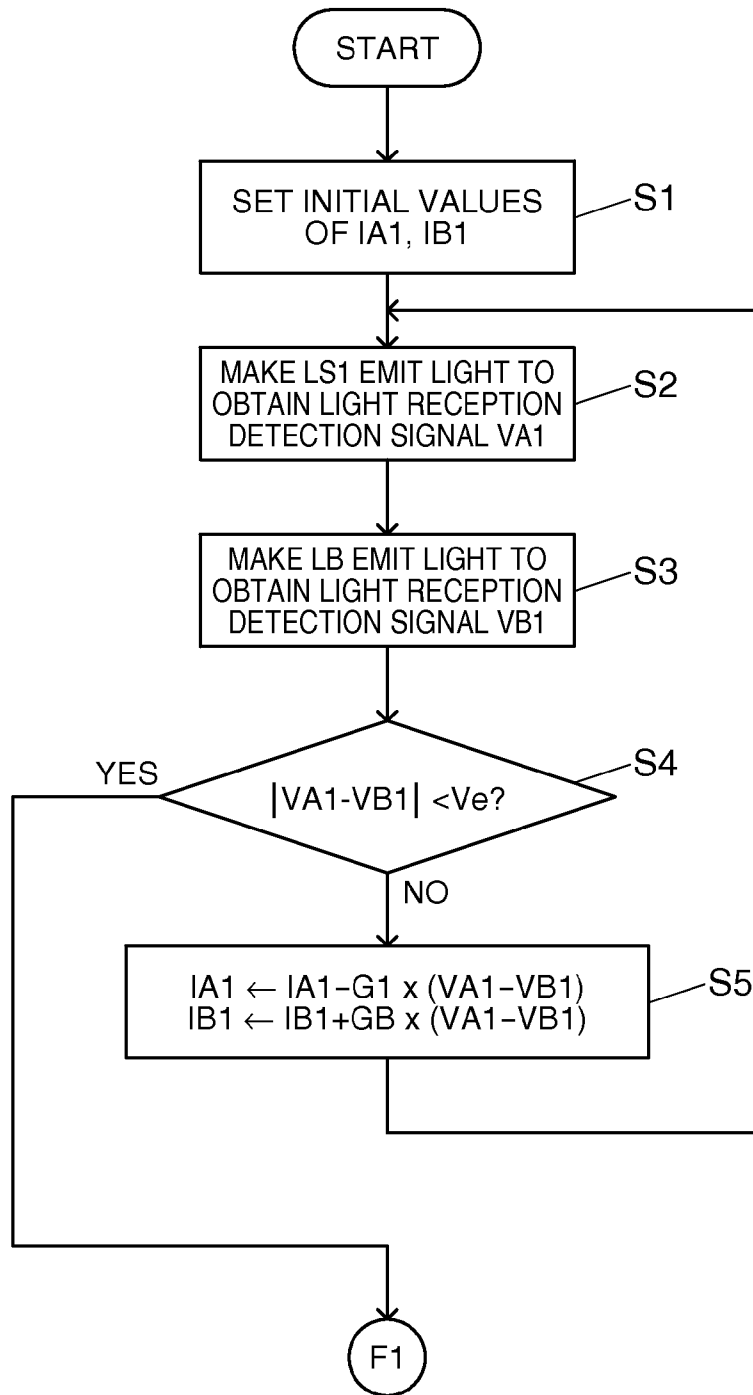 START
SET INITIAL VALUES
OF IA1, IB1
S1
MAKE LS1 EMIT LIGHT TO
OBTAIN LIGHT RECEPTION
DETECTION SIGNAL VA1
S2
MAKE LB EMIT LIGHT TO
OBTAIN LIGHT RECEPTION
DETECTION SIGNAL VB1
S3
YES
|VA1-VB1| <Ve?
S4
NO
IA1 ← IA1−G1 x (VA1−VB1)
IB1 ← IB1+GB x (VA1−VB1)
S5
F1